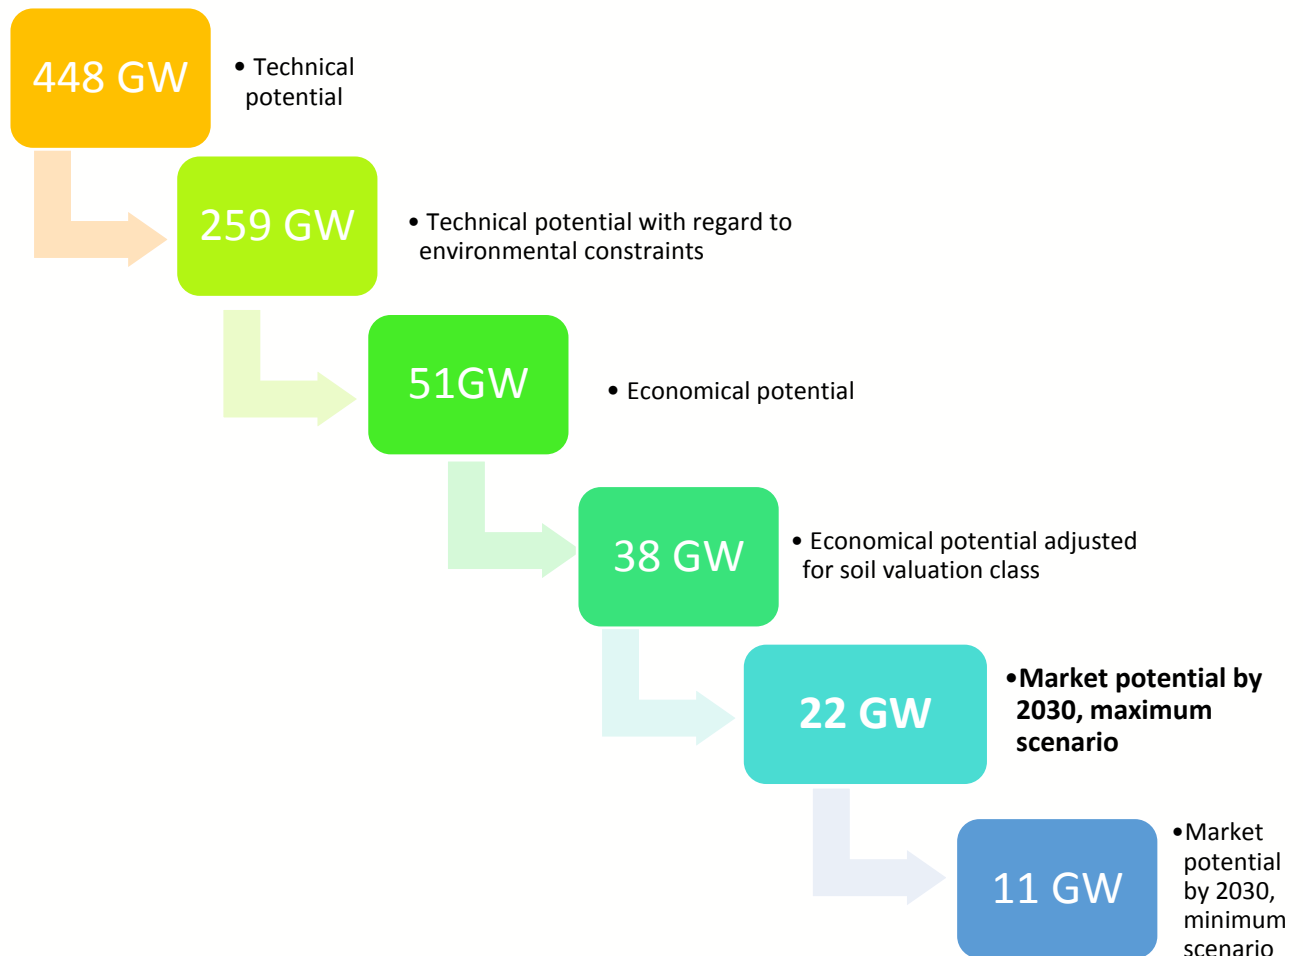 448 GW
• Technical
potential
259 GW
• Technical potential with regard to
environmental constraints
51GW
• Economical potential
38 GW
• Economical potential adjusted
for soil valuation class
22 GW
•Market potential by
2030, maximum
scenario
11 GW
•Market
potential
by 2030,
minimum
scenario